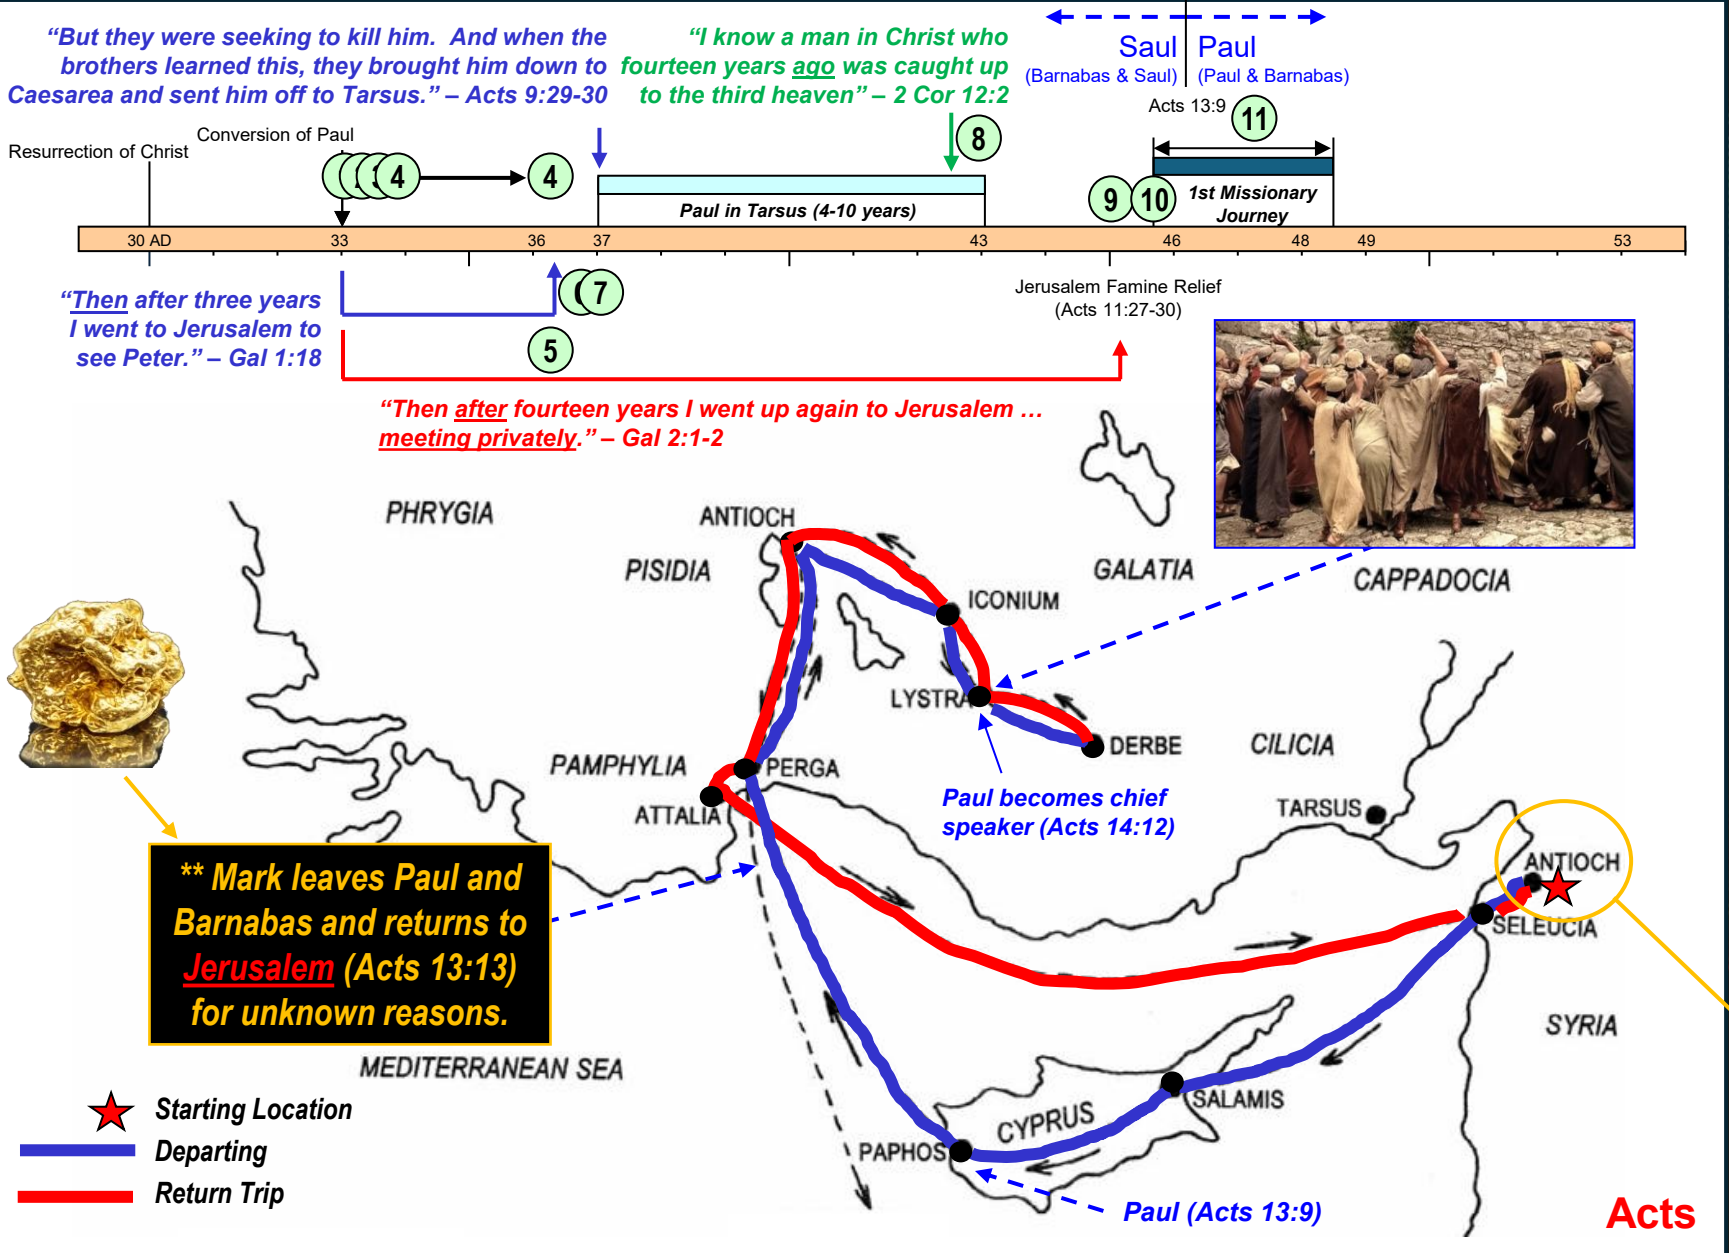 “But they were seeking to kill him.  And when the
brothers learned this, they brought him down to
Caesarea and sent him off to Tarsus.” – Acts 9:29-30
“I know a man in Christ who
fourteen years ago was caught up
to the third heaven” – 2 Cor 12:2
Saul
(Barnabas & Saul)
Paul
(Paul & Barnabas)
Acts 13:9
11
Resurrection of Christ
Conversion of Paul
4
4
8
9
10
Paul in Tarsus (4-10 years)
1st Missionary
Journey
30 AD
33
36
37
43
46
48
49
53
“Then after three years
I went to Jerusalem to
see Peter.” – Gal 1:18
7
5
Jerusalem Famine Relief
(Acts 11:27-30)
“Then after fourteen years I went up again to Jerusalem …
meeting privately.” – Gal 2:1-2
PHRYGIA
ANTIOCH
PISIDIA
GALATIA
CAPPADOCIA
ICONIUM
LYSTRA
DERBE
CILICIA
PAMPHYLIA
PERGA
ATTALIA
TARSUS
Paul becomes chief
speaker (Acts 14:12)
ANTIOCH
SELEUCIA
** Mark leaves Paul and
Barnabas and returns to
Jerusalem (Acts 13:13)
for unknown reasons.
SYRIA
MEDITERRANEAN SEA
SALAMIS
CYPRUS
PAPHOS
Paul (Acts 13:9)
Starting Location
Departing
Return Trip
Acts